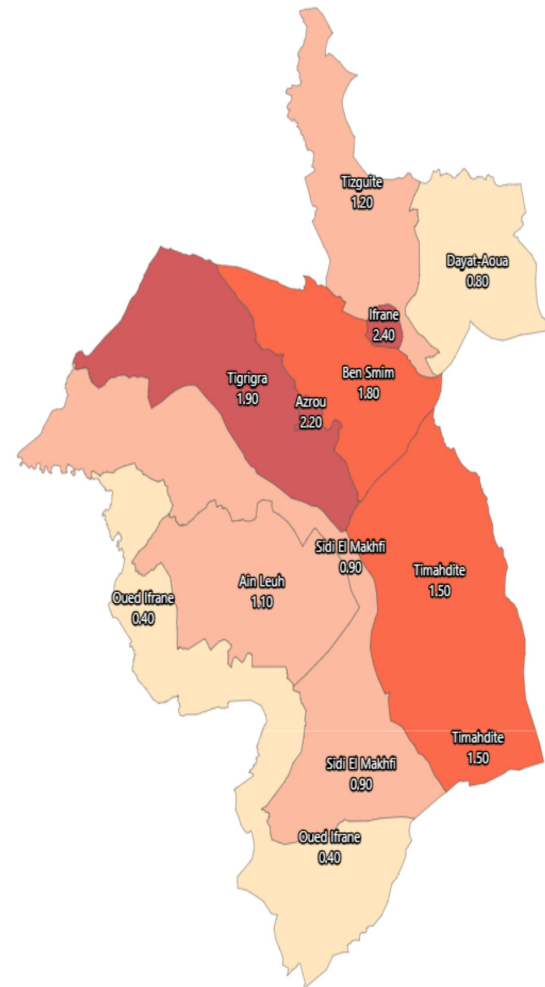 Tizguite
1.20
Dayat-Aoua
0.80
Ifrane
2.40
Ben Smim
1.80
Tigrigra
1.90
Azrou
2.20
Sidi El Makhfi
0.90
Timahdite
1.50
Ain Leuh
1.10
Oued Ifrane
0.40
Timahdite
1.50
Sidi El Makhfi
0.90
Oued Ifrane
0.40